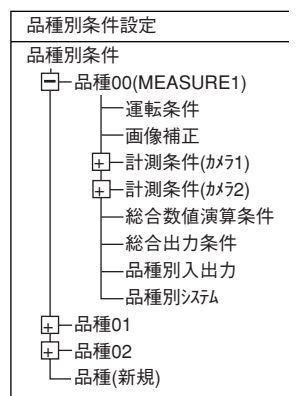 品種別条件設定
品種別条件
品種00(MEASURE1)
運転条件
画像補正
計測条件(ｶﾒﾗ1)
計測条件(ｶﾒﾗ2)
総合数値演算条件
総合出力条件
品種別入出力
品種別ｼｽﾃﾑ
品種01
品種02
品種(新規)